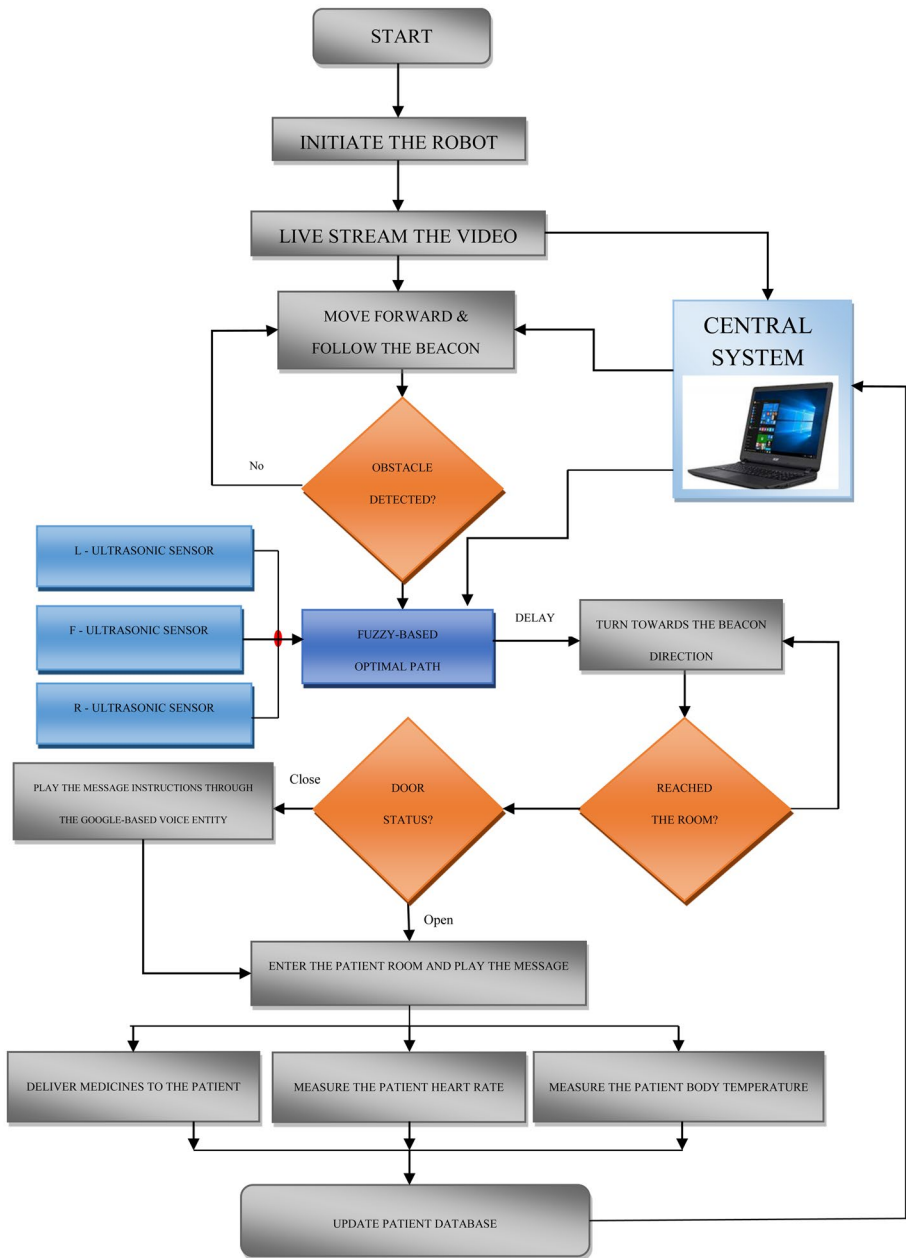 START
INITIATE THE ROBOT
LIVE STREAM THE VIDEO
MOVE FORWARD &
FOLLOW THE BEACON
CENTRAL
SYSTEM
No
OBSTACLE
DETECTED?
L - ULTRASONIC SENSOR
F - ULTRASONIC SENSOR
R - ULTRASONIC SENSOR
FUZZY-BASED
OPTIMAL PATH
DELAY
TURN TOWARDS THE BEACON
DIRECTION
REACHED
THE ROOM?
DOOR
STATUS?
Close
PLAY THE MESSAGE INSTRUCTIONS THROUGH
THE GOOGLE-BASED VOICE ENTITY
Open
ENTER THE PATIENT ROOM AND PLAY THE MESSAGE
DELIVER MEDICINES TO THE PATIENT
MEASURE THE PATIENT HEART RATE
MEASURE THE PATIENT BODY TEMPERATURE
UPDATE PATIENT DATABASE